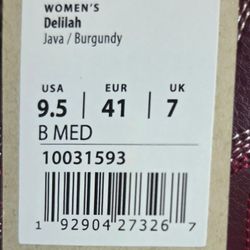 WOMEN'S
Delilah
Java / Burgundy
USA | EUR | UK
9.5 | 41 | 7
B MED
10031593
1 92904 27326 7